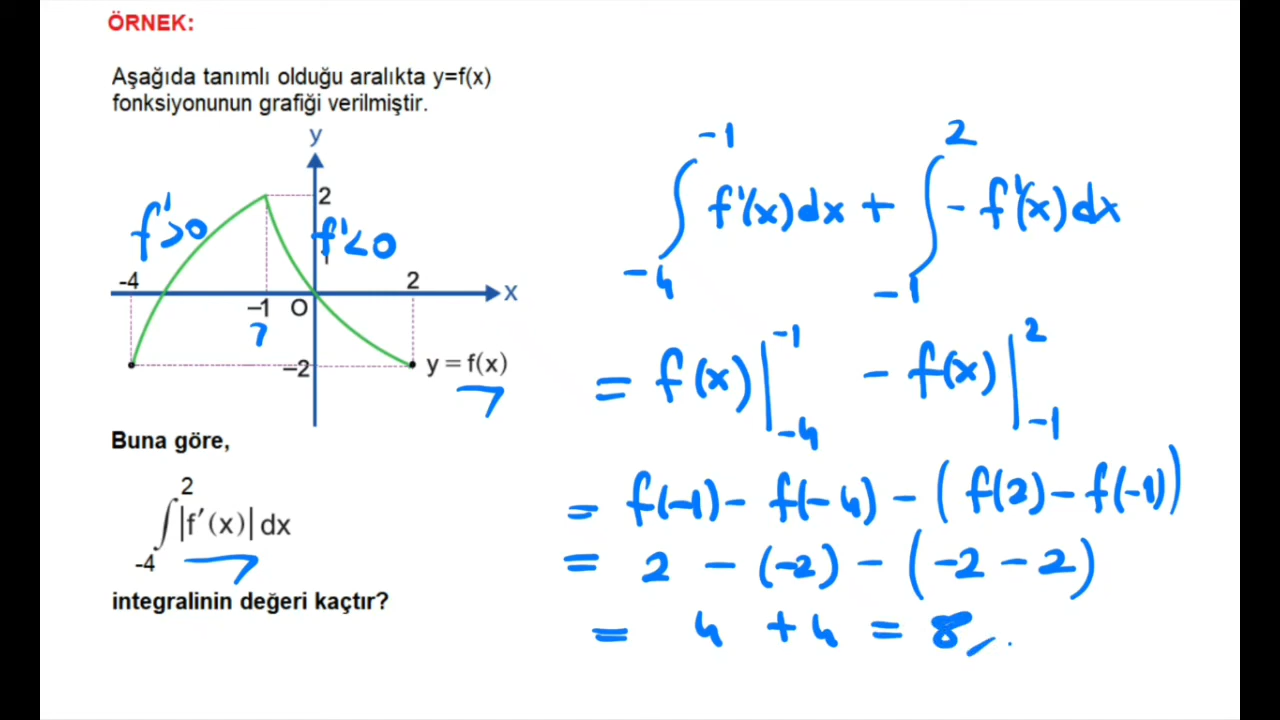 ÖRNEK:
Aşağıda tanımlı olduğu aralıkta y=f(x)
fonksiyonunun grafiği verilmiştir.
y
2
f'>0
f'<0
1
-4
2
x
–1
O
–2
y = f(x)
Buna göre,
∫_{-4}^{2} |f'(x)| dx
integralinin değeri kaçtır?
∫_{-4}^{-1} f'(x)dx + ∫_{-1}^{2} - f'(x)dx
= f(x)|_{-4}^{-1} - f(x)|_{-1}^{2}
= f(-1) - f(-4) - (f(2) - f(-1))
= 2 - (-2) - (-2 - 2)
= 4 + 4 = 8